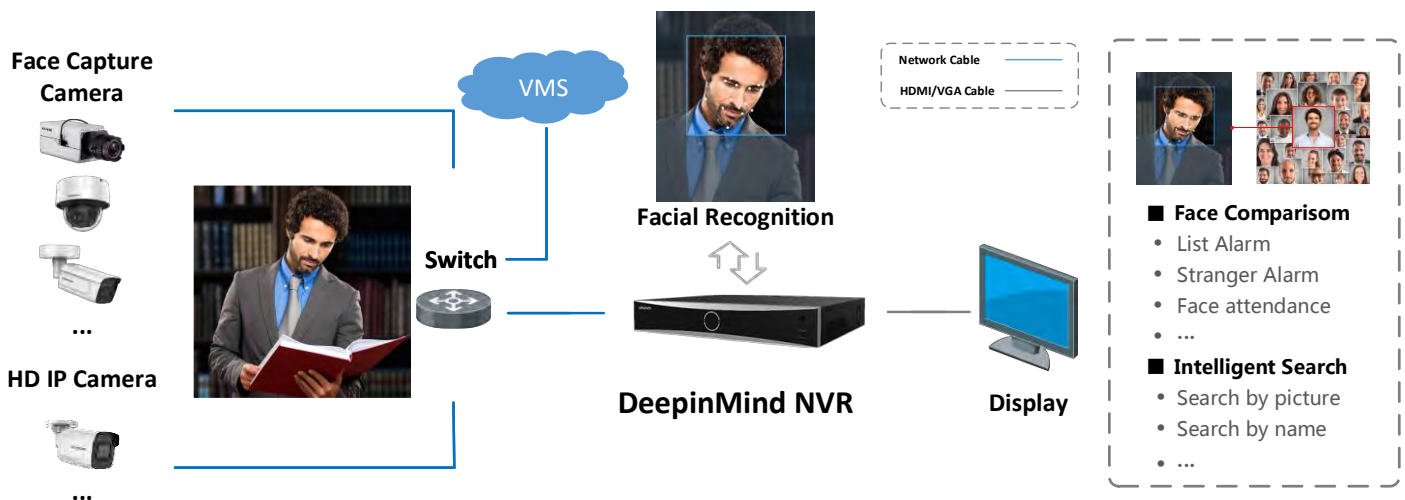 Face Capture
Camera
...
HD IP Camera
...
VMS
Switch
Facial Recognition
DeepinMind NVR
Display
Network Cable
HDMI/VGA Cable
■ Face Comparisom
• List Alarm
• Stranger Alarm
• Face attendance
• ...
■ Intelligent Search
• Search by picture
• Search by name
• ...